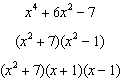 x⁴ + 6x² − 7
(x² + 7)(x² − 1)
(x² + 7)(x + 1)(x − 1)